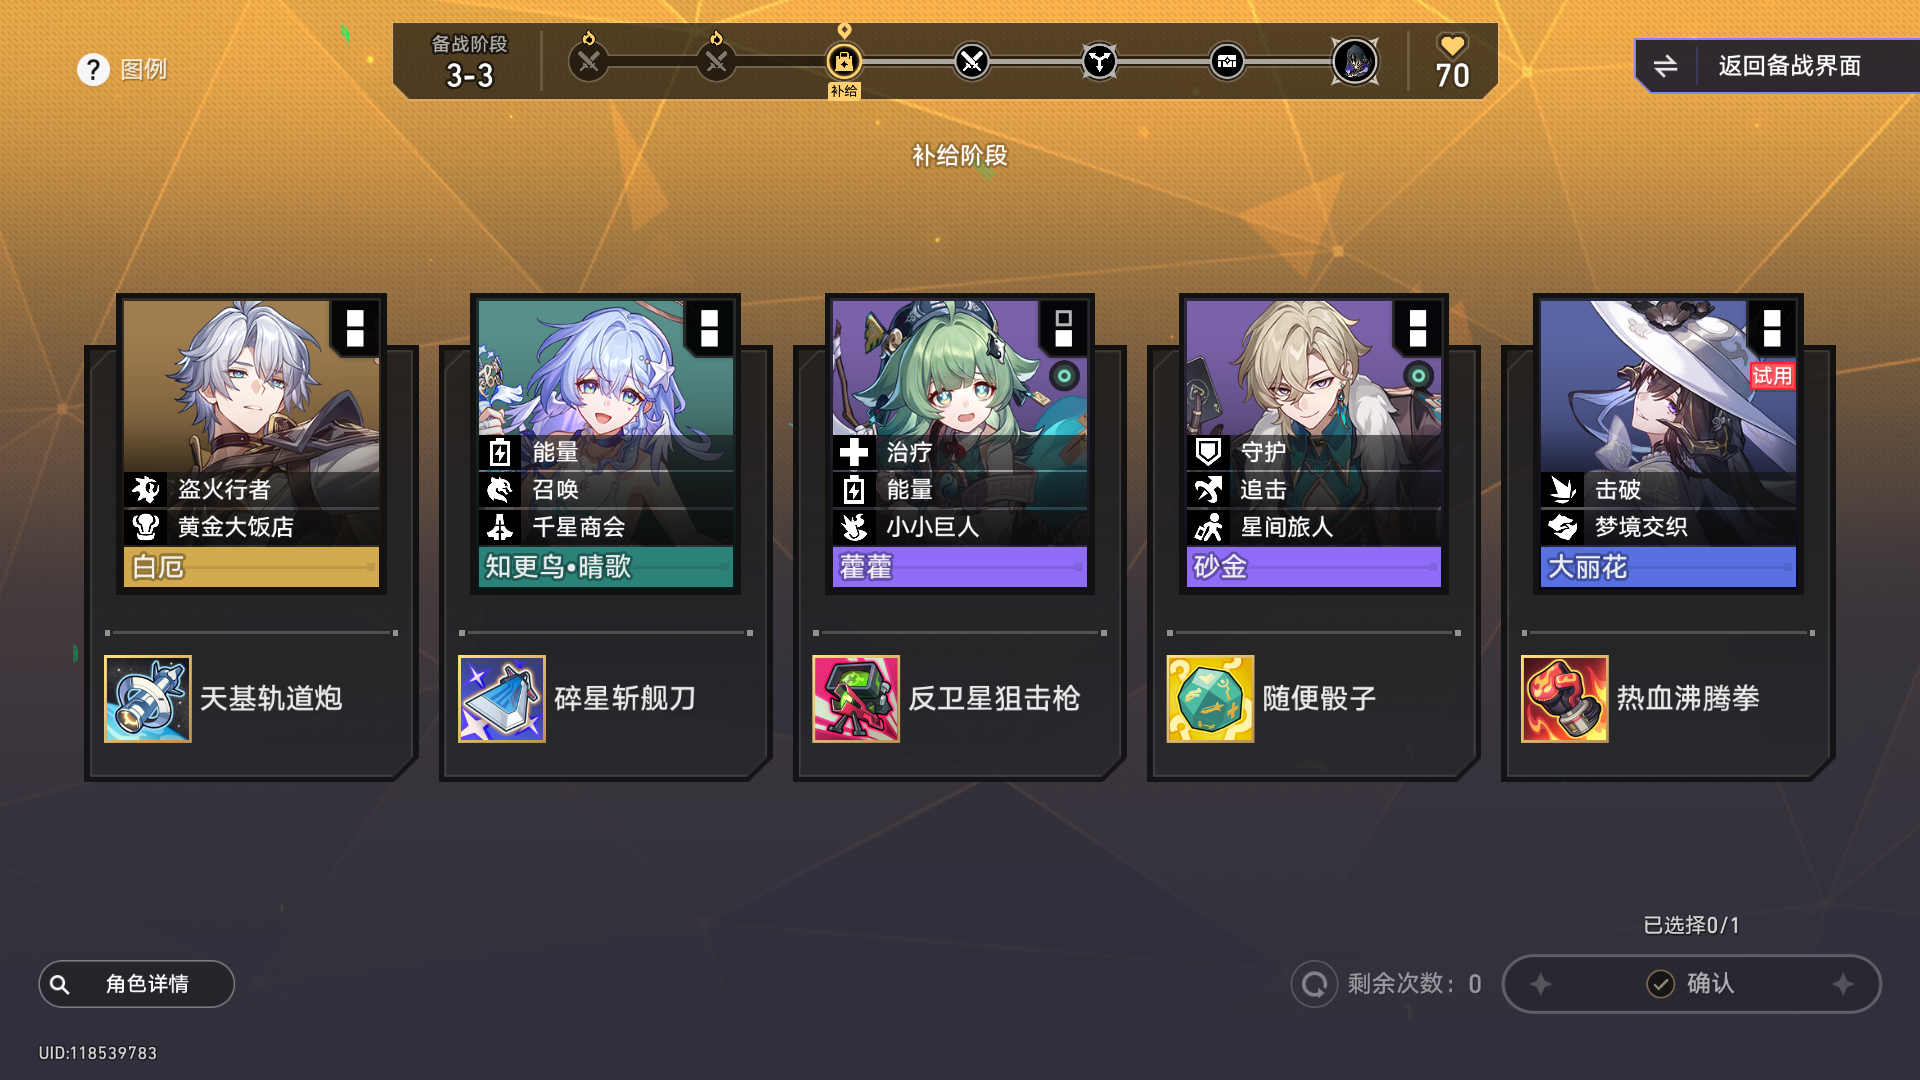 图例
备战阶段
3-3
补给
70
返回备战界面
补给阶段
盗火行者
黄金大饭店
白厄
天基轨道炮
能量
召唤
千星商会
知更鸟•晴歌
碎星斩舰刀
治疗
能量
小小巨人
藿藿
反卫星狙击枪
守护
追击
星间旅人
砂金
随便骰子
试用
击破
梦境交织
大丽花
热血沸腾拳
已选择0/1
角色详情
剩余次数：0
确认
UID:118539783